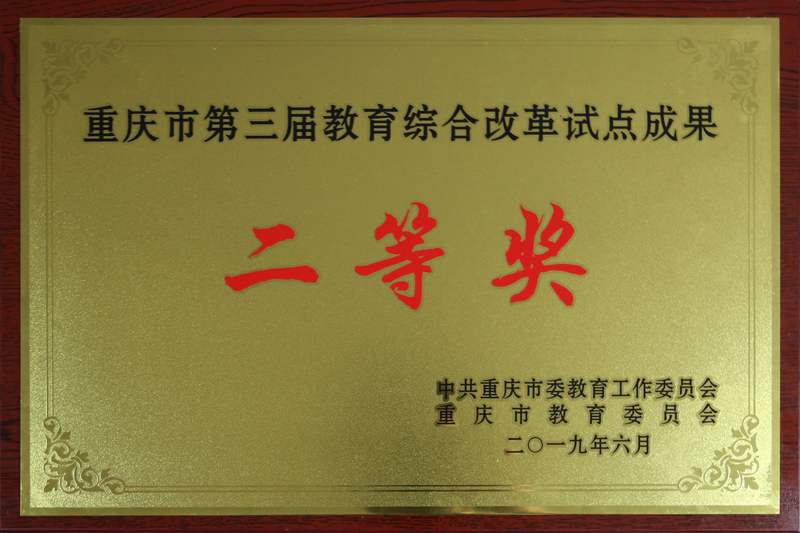 重庆市第三届教育综合改革试点成果
二等奖
中共重庆市委教育工作委员会
重庆市教育委员会
二〇一九年六月